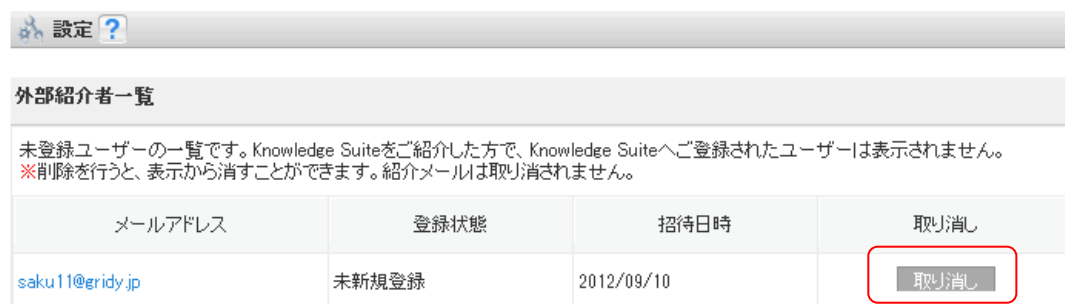 設定 ?
外部紹介者一覧
未登録ユーザーの一覧です。Knowledge Suiteをご紹介した方で、Knowledge Suiteへご登録されたユーザーは表示されません。
※削除を行うと、表示から消すことができます。紹介メールは取り消されません。
メールアドレス 登録状態 招待日時 取り消し
saku11@gridy.jp 未新規登録 2012/09/10 取り消し